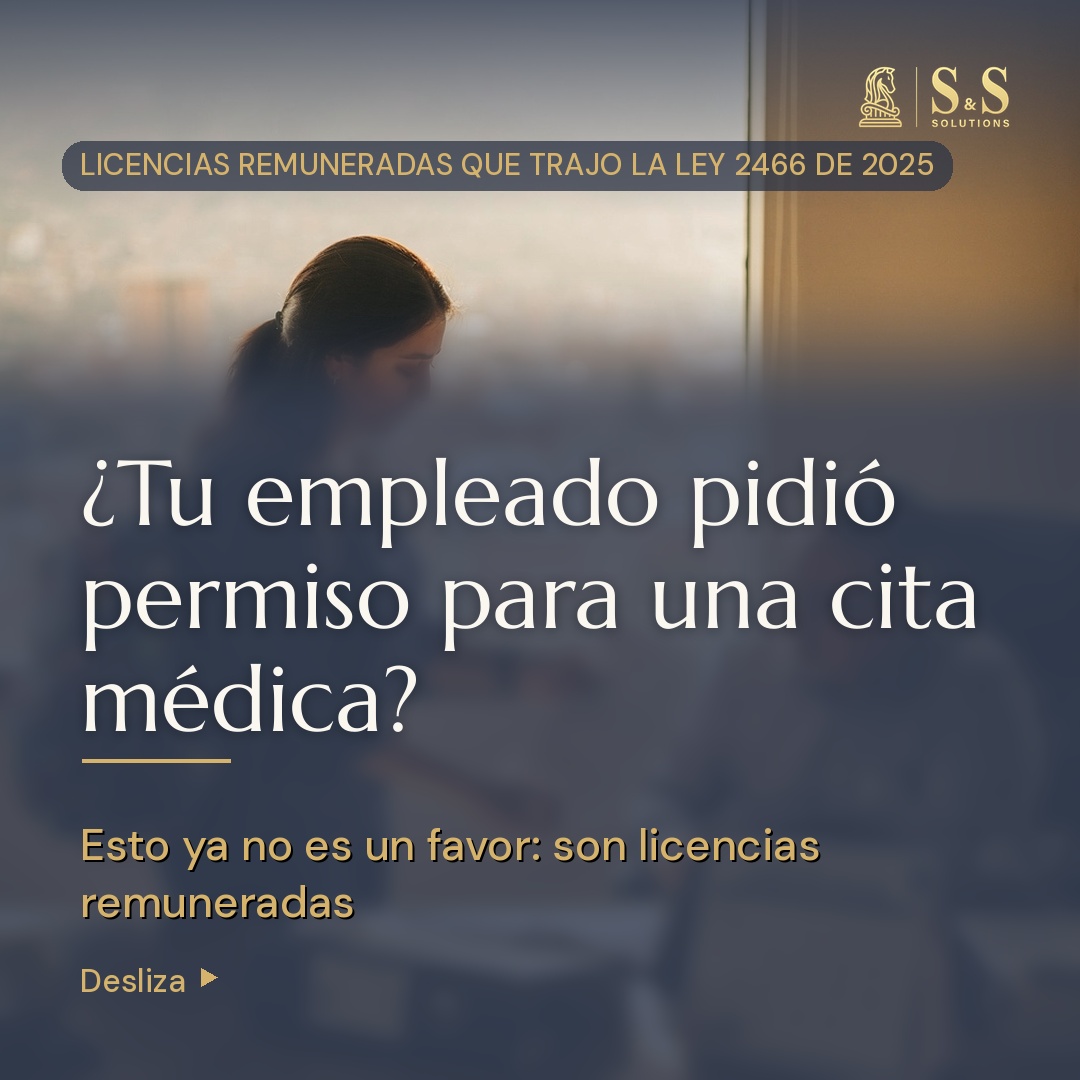 S&S
SOLUTIONS
LICENCIAS REMUNERADAS QUE TRAJO LA LEY 2466 DE 2025
¿Tu empleado pidió
permiso para una cita
médica?
Esto ya no es un favor: son licencias
remuneradas
Desliza